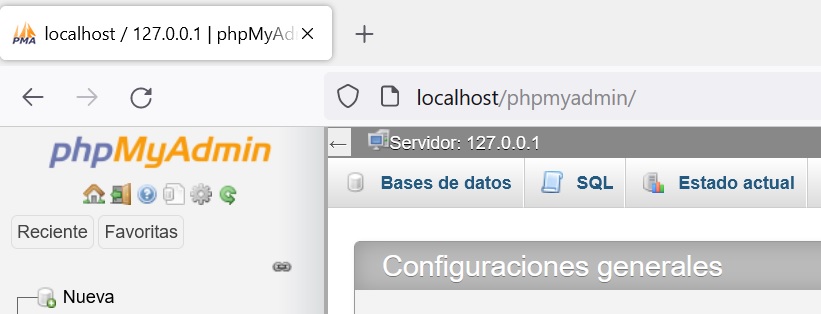 localhost / 127.0.0.1 | phpMyAd
PMA
localhost/phpmyadmin/
phpMyAdmin
Servidor: 127.0.0.1
Bases de datos
SQL
Estado actual
Reciente
Favoritas
Configuraciones generales
Nueva